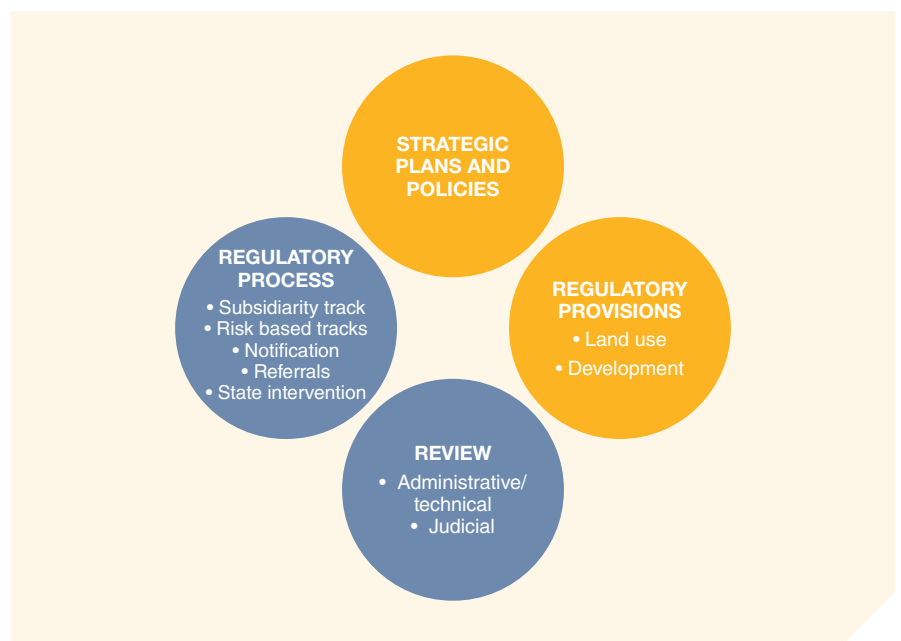 STRATEGIC
PLANS AND
POLICIES
REGULATORY
PROCESS
• Subsidiarity track
• Risk based tracks
• Notification
• Referrals
• State intervention
REGULATORY
PROVISIONS
• Land use
• Development
REVIEW
• Administrative/
technical
• Judicial